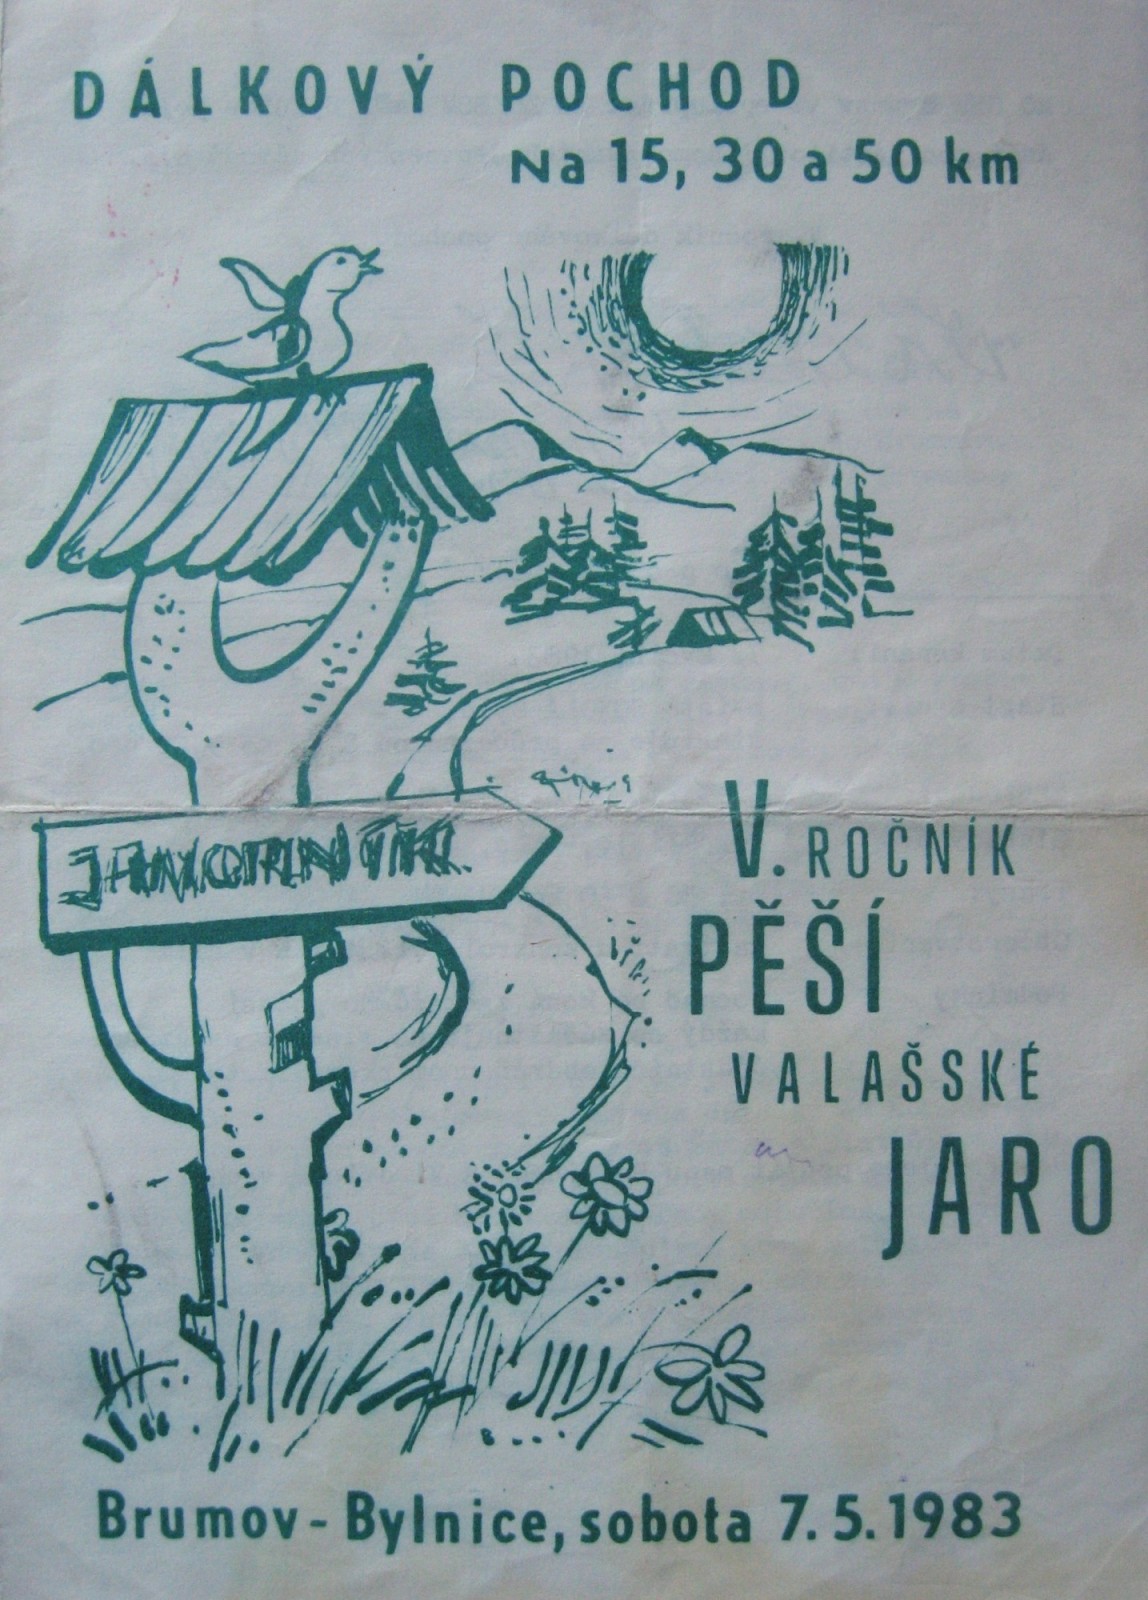 DÁLKOVÝ POCHOD
Na 15, 30 a 50 km
V. ROČNÍK
PĚŠÍ
VALAŠSKÉ
JARO
Brumov-Bylnice, sobota 7.5.1983